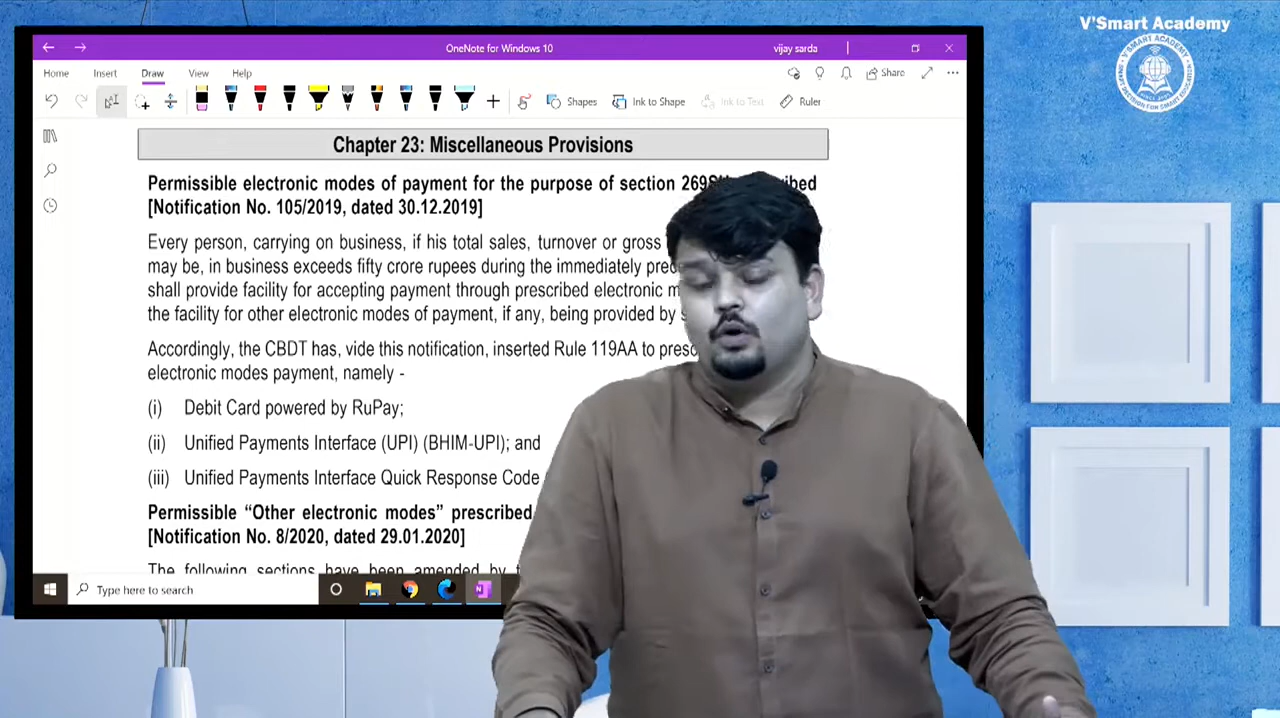 V'Smart Academy
OneNote for Windows 10
vijay sarda
Home Insert Draw View Help
Share
Shapes
Ink to Shape
Ink to Text
Ruler
Chapter 23: Miscellaneous Provisions
Permissible electronic modes of payment for the purpose of section
[Notification No. 105/2019, dated 30.12.2019]
Every person, carrying on business, if his total sales, turnover or gross
may be, in business exceeds fifty crore rupees during the immediately
shall provide facility for accepting payment through prescribed electronic
the facility for other electronic modes of payment, if any, being provided by
Accordingly, the CBDT has, vide this notification, inserted Rule 119AA to
electronic modes payment, namely -
(i) Debit Card powered by RuPay;
(ii) Unified Payments Interface (UPI) (BHIM-UPI); and
(iii) Unified Payments Interface Quick Response Code
Permissible “Other electronic modes” prescribed
[Notification No. 8/2020, dated 29.01.2020]
The following sections have been amended by
Type here to search